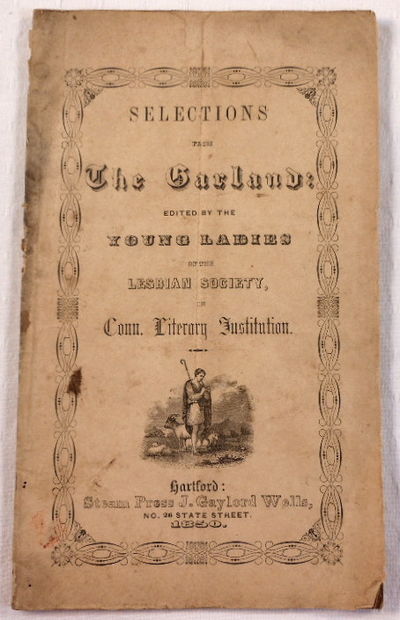 SELECTIONS
FROM
The Garland:
EDITED BY THE
YOUNG LADIES
OF THE
LESBIAN SOCIETY,
IN
Conn. Literary Institution.
Hartford:
Steam Press J. Gaylord Wells,
NO. 26 STATE STREET.
1850.